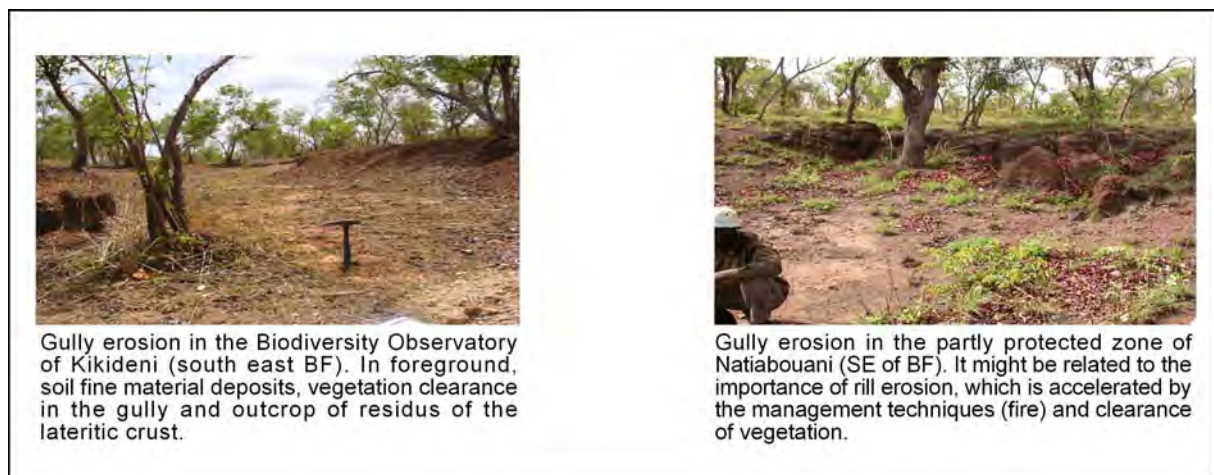 Gully erosion in the Biodiversity Observatory
of Kikideni (south east BF). In foreground,
soil fine material deposits, vegetation clearance
in the gully and outcrop of residus of the
lateritic crust.
Gully erosion in the partly protected zone of
Natiabouani (SE of BF). It might be related to the
importance of rill erosion, which is accelerated by
the management techniques (fire) and clearance
of vegetation.